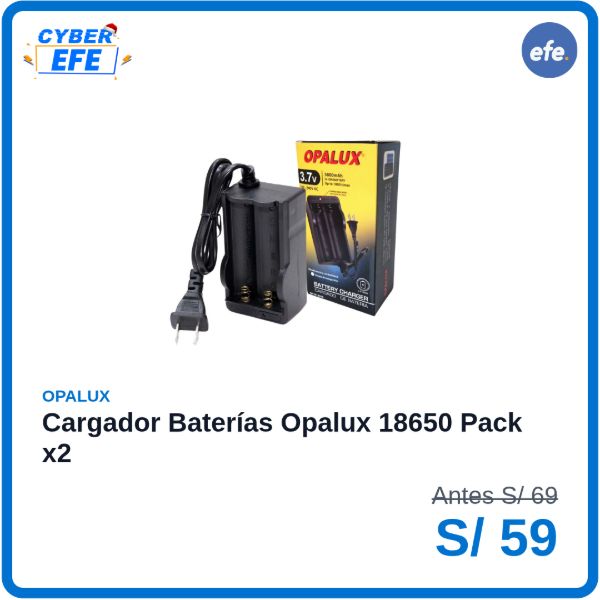 CYBER
EFE
efe.
OPALUX
3.7V
BATTERY CHARGER
OPALUX
Cargador Baterías Opalux 18650 Pack
x2
Antes S/ 69
S/ 59